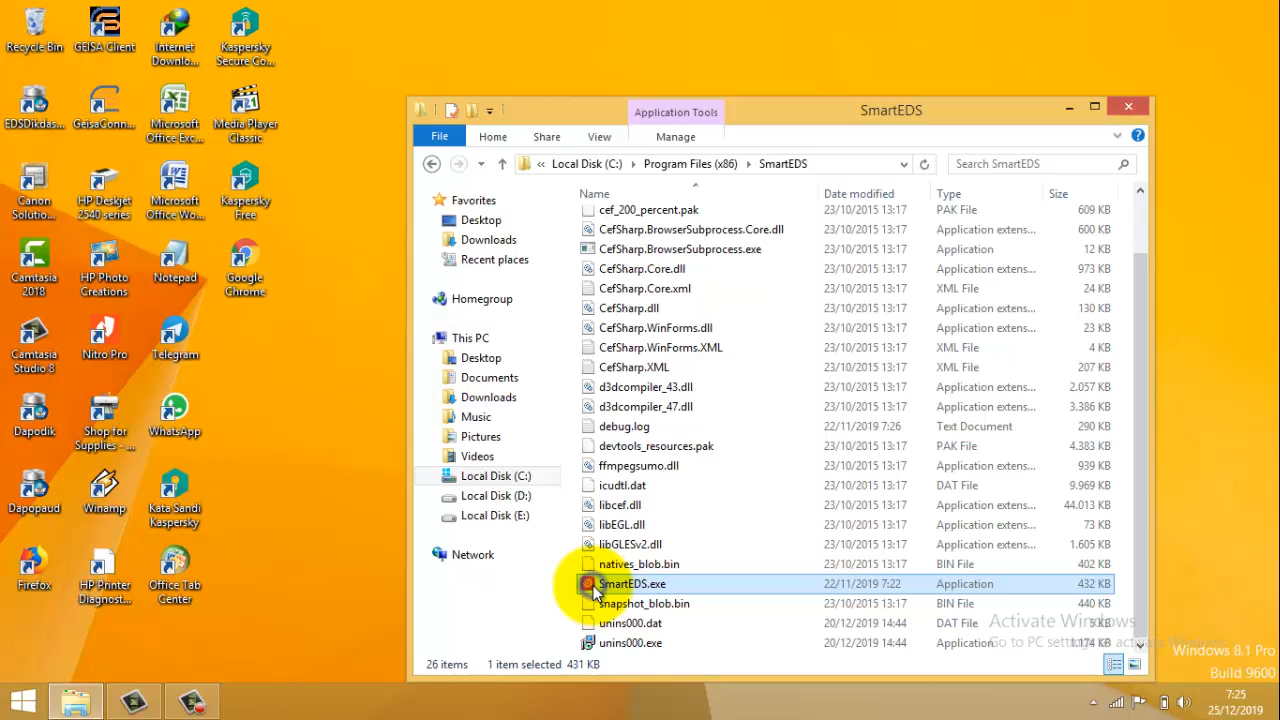 Recycle Bin
GEISA Client
Internet
Downlo...
Kaspersky
Secure Co...
EDSDikdas...
GeisaConn...
Microsoft
Office Exc...
Media Player
Classic
Canon
Solutio...
HP Deskjet
2540 series
Microsoft
Office Wo...
Kaspersky
Free
Camtasia
2018
HP Photo
Creations
Notepad
Google
Chrome
Camtasia
Studio 8
Nitro Pro
Telegram
Dapodik
Shop for
Supplies - ...
WhatsApp
Dapopaud
Winamp
Kata Sandi
Kaspersky
Firefox
HP Printer
Diagnost...
Office Tab
Center
Application Tools
SmartEDS
File
Home
Share
View
Manage
« Local Disk (C:) › Program Files (x86) › SmartEDS
Search SmartEDS
Favorites
Desktop
Downloads
Recent places
Homegroup
This PC
Desktop
Documents
Downloads
Music
Pictures
Videos
Local Disk (C:)
Local Disk (D:)
Local Disk (E:)
Network
Name Date modified Type Size
cef_200_percent.pak 23/10/2015 13:17 PAK File 609 KB
CefSharp.BrowserSubprocess.Core.dll 23/10/2015 13:17 Application extens... 600 KB
CefSharp.BrowserSubprocess.exe 23/10/2015 13:17 Application 12 KB
CefSharp.Core.dll 23/10/2015 13:17 Application extens... 973 KB
CefSharp.Core.xml 23/10/2015 13:17 XML File 24 KB
CefSharp.dll 23/10/2015 13:17 Application extens... 130 KB
CefSharp.WinForms.dll 23/10/2015 13:17 Application extens... 23 KB
CefSharp.WinForms.XML 23/10/2015 13:17 XML File 4 KB
CefSharp.XML 23/10/2015 13:17 XML File 207 KB
d3dcompiler_43.dll 23/10/2015 13:17 Application extens... 2.057 KB
d3dcompiler_47.dll 23/10/2015 13:17 Application extens... 3.386 KB
debug.log 22/11/2019 7:26 Text Document 290 KB
devtools_resources.pak 23/10/2015 13:17 PAK File 4.383 KB
ffmpegsumo.dll 23/10/2015 13:17 Application extens... 939 KB
icudtl.dat 23/10/2015 13:17 DAT File 9.969 KB
libcef.dll 23/10/2015 13:17 Application extens... 44.013 KB
libEGL.dll 23/10/2015 13:17 Application extens... 73 KB
libGLESv2.dll 23/10/2015 13:17 Application extens... 1.605 KB
natives_blob.bin 23/10/2015 13:17 BIN File 402 KB
SmartEDS.exe 22/11/2019 7:22 Application 432 KB
snapshot_blob.bin 23/10/2015 13:17 BIN File 440 KB
unins000.dat 20/12/2019 14:44 DAT File 5 KB
unins000.exe 20/12/2019 14:44 Application 1.174 KB
26 items 1 item selected 431 KB
Activate Windows
Go to PC settings to activate Windows.
Windows 8.1 Pro
Build 9600
7:25
25/12/2019